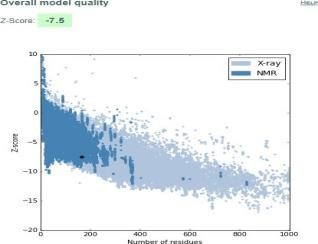 Overall model quality
Help
Z-Score: -7.5
X-ray
NMR
10
5
0
−5
−10
−15
−20
Z-score
0 200 400 600 800 1000
Number of residues